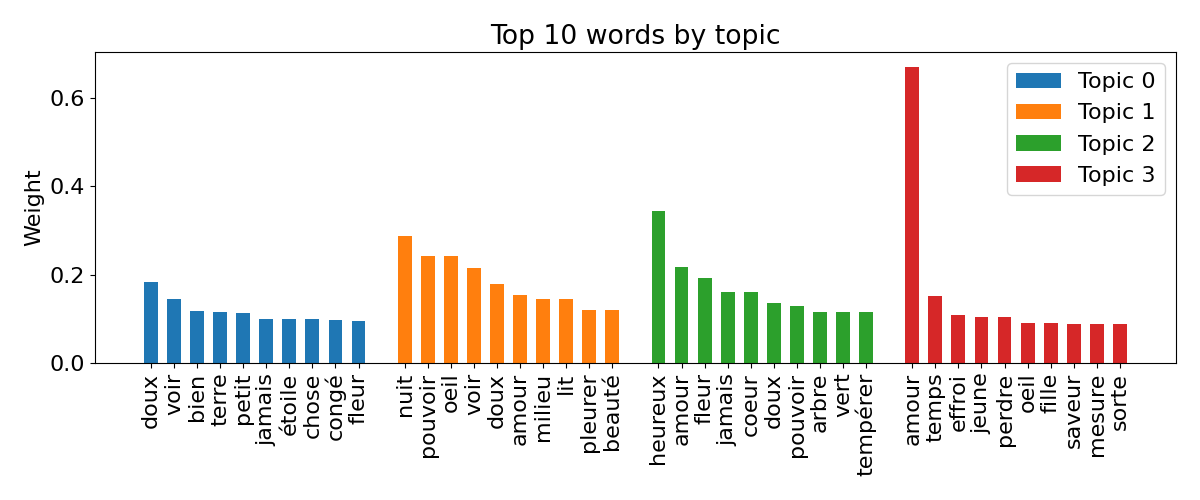 Top 10 words by topic
Weight
0.6
0.4
0.2
0.0
Topic 0
Topic 1
Topic 2
Topic 3
doux
voir
bien
terre
petit
jamais
étoile
chose
congé
fleur
nuit
pouvoir
oeil
voir
doux
amour
milieu
lit
pleurer
beauté
heureux
amour
fleur
jamais
coeur
doux
pouvoir
arbre
vert
tempérer
amour
temps
effroi
jeune
perdre
oeil
fille
saveur
mesure
sorte